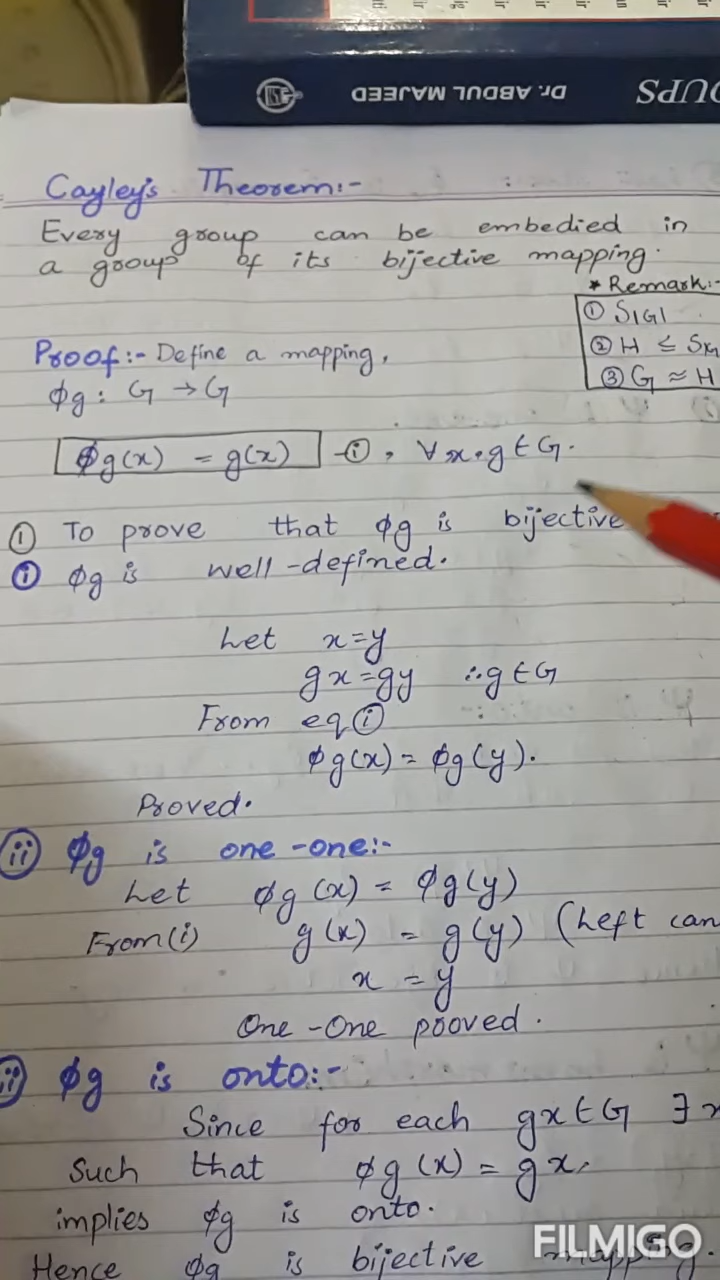 OUPS
Dr. ABDUL MAJEED
Cayley's Theorem:-
Every group can be embedied in
a group of its bijective mapping.
* Remark:-
① S|G|
② H ≤ S|G|
③ G ≈ H
Proof:- Define a mapping,
ϕg : G → G
ϕg(x) = g(x) -①, ∀ x, g ∈ G.
① To prove that ϕg is bijective
ⓘ ϕg is well-defined.
Let x=y
gx=gy ∴ g ∈ G
From eq ⓘ
ϕg(x) = ϕg(y).
Proved.
ⅱ ϕg is one-one:-
Let ϕg (x) = ϕg(y)
From(i) g(x) = g(y) (Left can
x = y
One-One pooved.
ϕg is onto:-
Since for each gx ∈ G ∃ x
Such that ϕg (x) = gx,
implies ϕg is onto.
Hence ϕg is bijective mapping.
FILMIGO